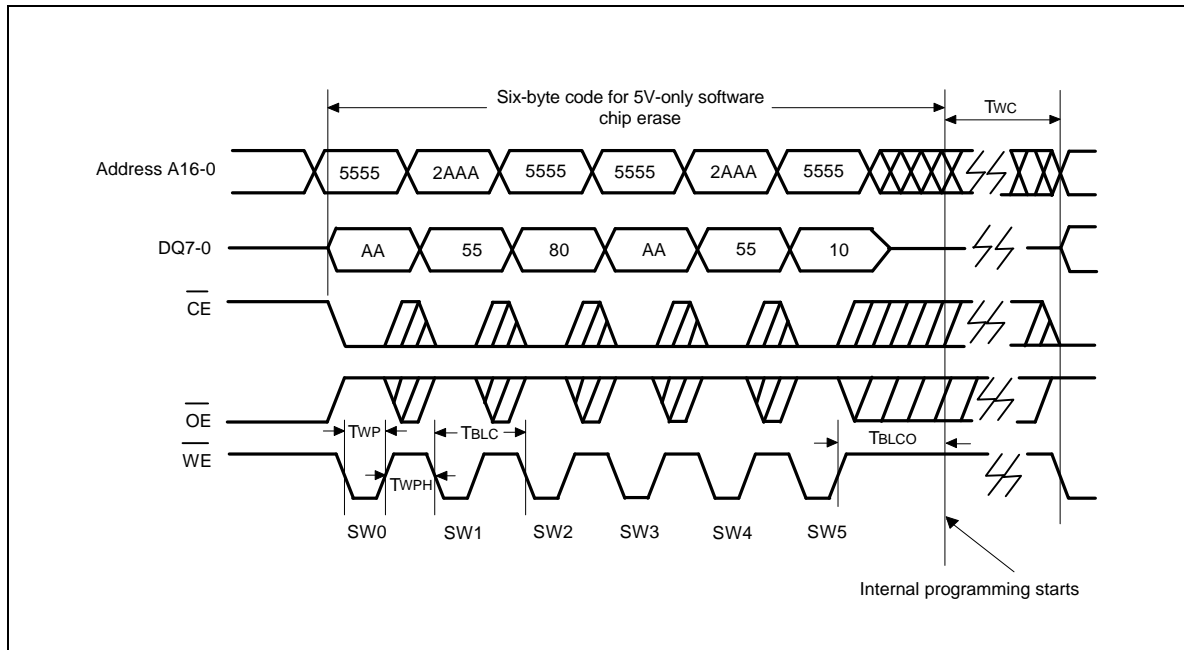 Six-byte code for 5V-only software
chip erase
TWC
Address A16-0
5555 2AAA 5555 5555 2AAA 5555
DQ7-0
AA 55 80 AA 55 10
CE
OE
TWP
TBLC
TBLCO
WE
TWPH
SW0 SW1 SW2 SW3 SW4 SW5
Internal programming starts